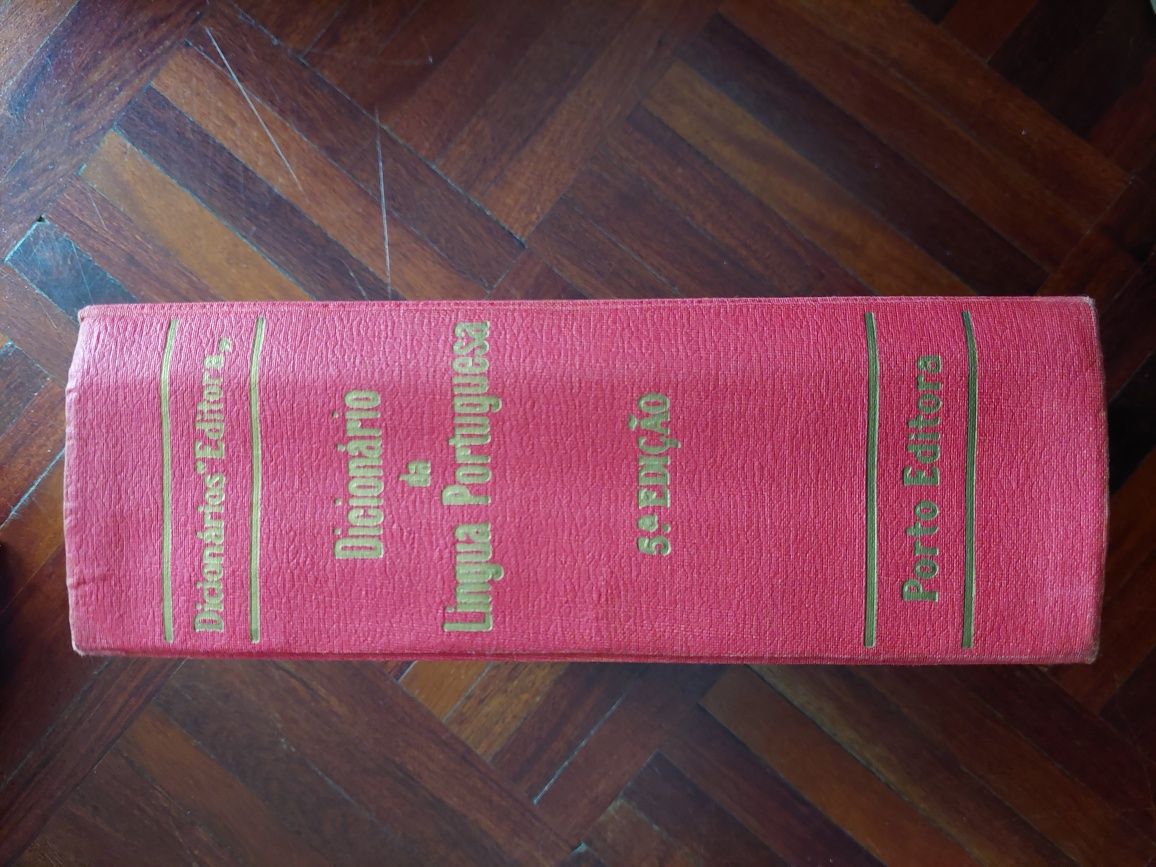 Dicionários "Editora"
Dicionário
da
Língua Portuguesa
5.ª EDIÇÃO
Porto Editora